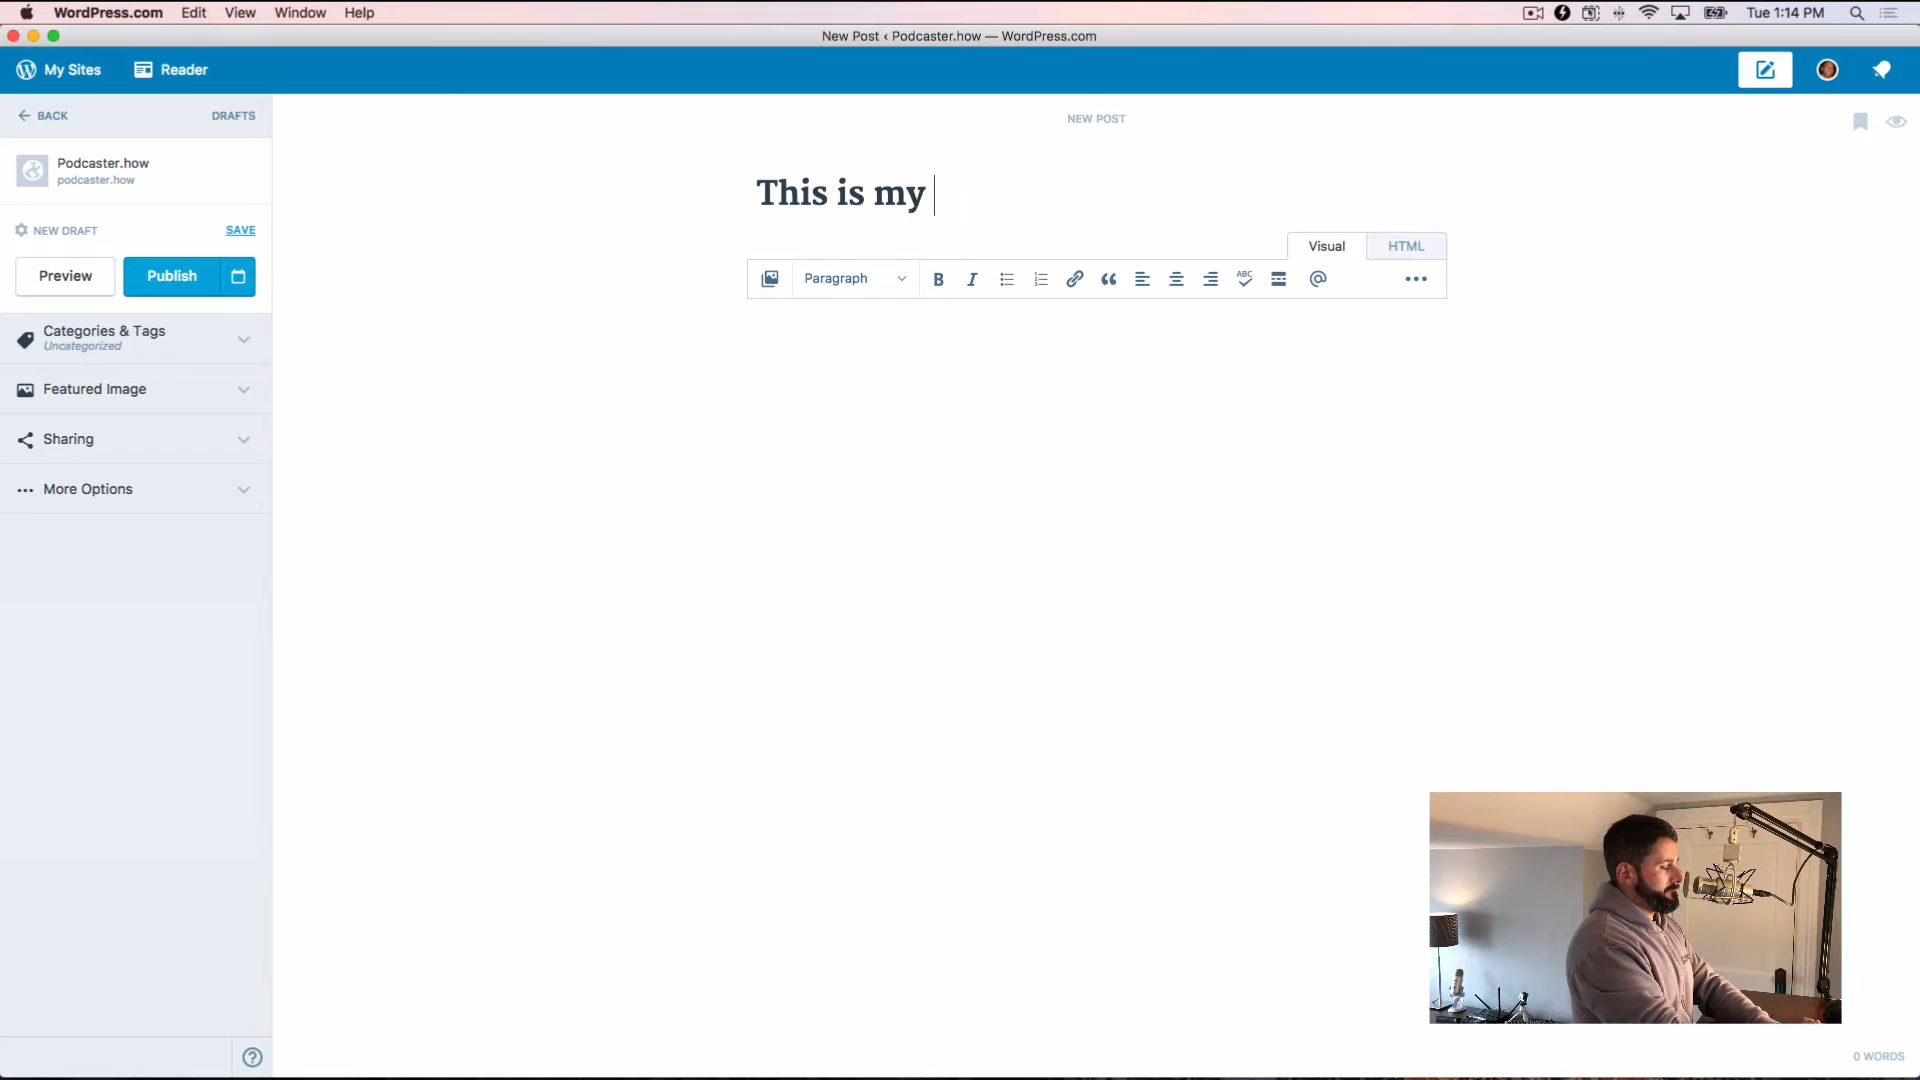 WordPress.com Edit View Window Help Tue 1:14 PM
New Post ‹ Podcaster.how — WordPress.com
My Sites Reader
BACK DRAFTS
NEW POST
Podcaster.how
podcaster.how
This is my
NEW DRAFT SAVE
Visual HTML
Preview Publish
Paragraph B I ABC @
Categories & Tags
Uncategorized
Featured Image
Sharing
More Options
0 WORDS